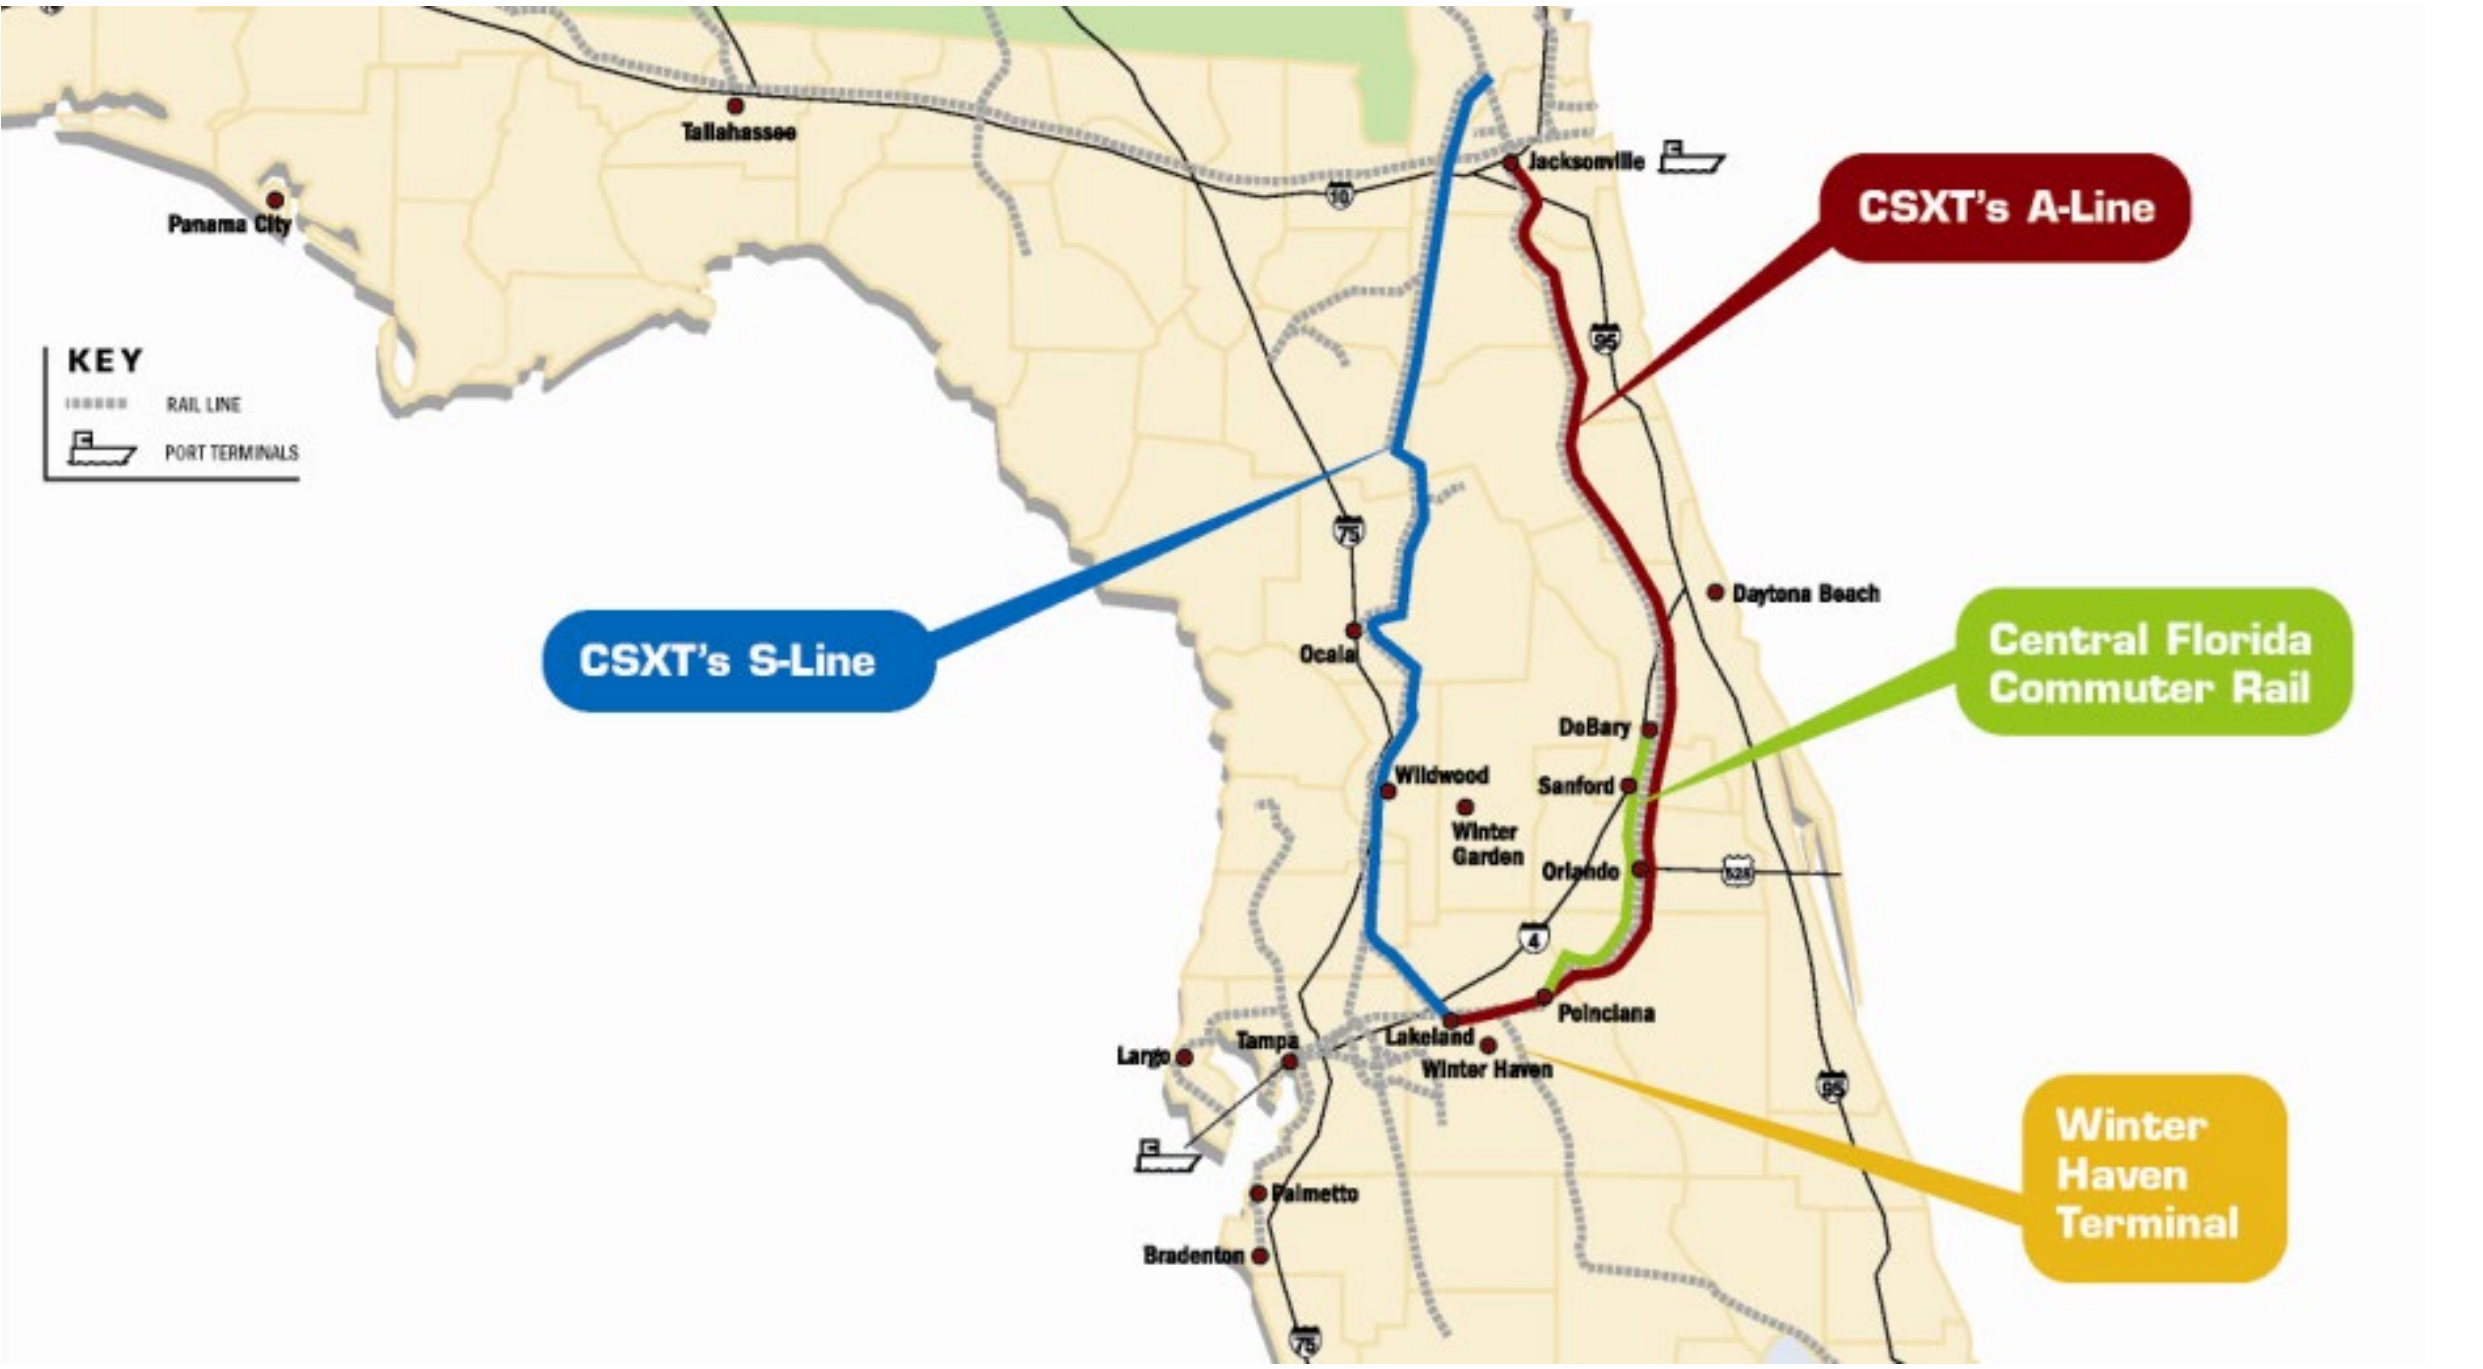 Tallahassee
Jacksonville
10
CSXT's A-Line
Panama City
95
KEY
RAIL LINE
PORT TERMINALS
75
Daytona Beach
Ocala
CSXT's S-Line
Central Florida
Commuter Rail
DeBary
Wildwood
Sanford
Winter
Garden
Orlando
528
4
Poinciana
Lakeland
Tampa
Largo
Winter Haven
95
Winter
Haven
Terminal
Palmetto
Bradenton
75